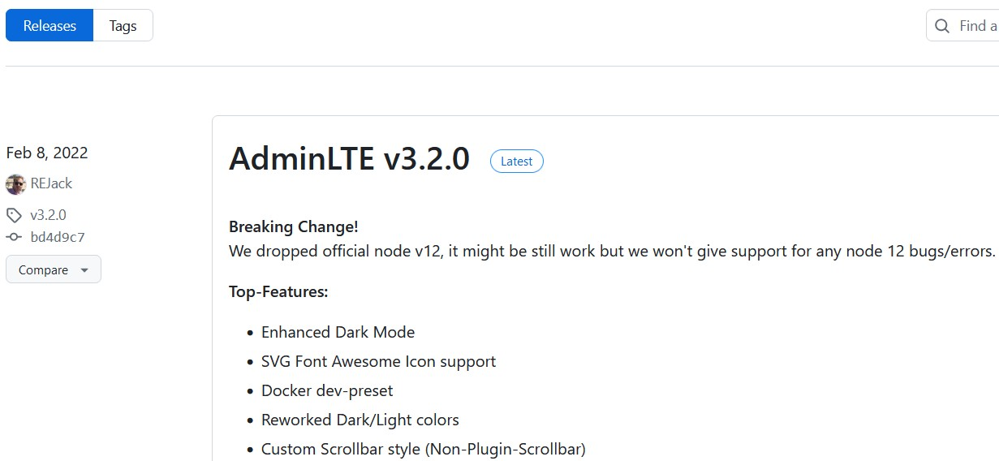 Releases Tags
Find a
Feb 8, 2022
REJack
v3.2.0
bd4d9c7
Compare
AdminLTE v3.2.0 Latest
Breaking Change!
We dropped official node v12, it might be still work but we won't give support for any node 12 bugs/errors.
Top-Features:
• Enhanced Dark Mode
• SVG Font Awesome Icon support
• Docker dev-preset
• Reworked Dark/Light colors
• Custom Scrollbar style (Non-Plugin-Scrollbar)